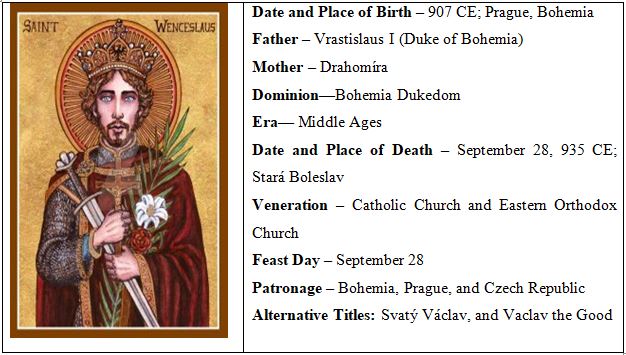 SAINT WENCESLAUS
Date and Place of Birth – 907 CE; Prague, Bohemia
Father – Vrastislaus I (Duke of Bohemia)
Mother – Drahomíra
Dominion—Bohemia Dukedom
Era— Middle Ages
Date and Place of Death – September 28, 935 CE;
Stará Boleslav
Veneration – Catholic Church and Eastern Orthodox
Church
Feast Day – September 28
Patronage – Bohemia, Prague, and Czech Republic
Alternative Titles: Svatý Václav, and Vaclav the Good